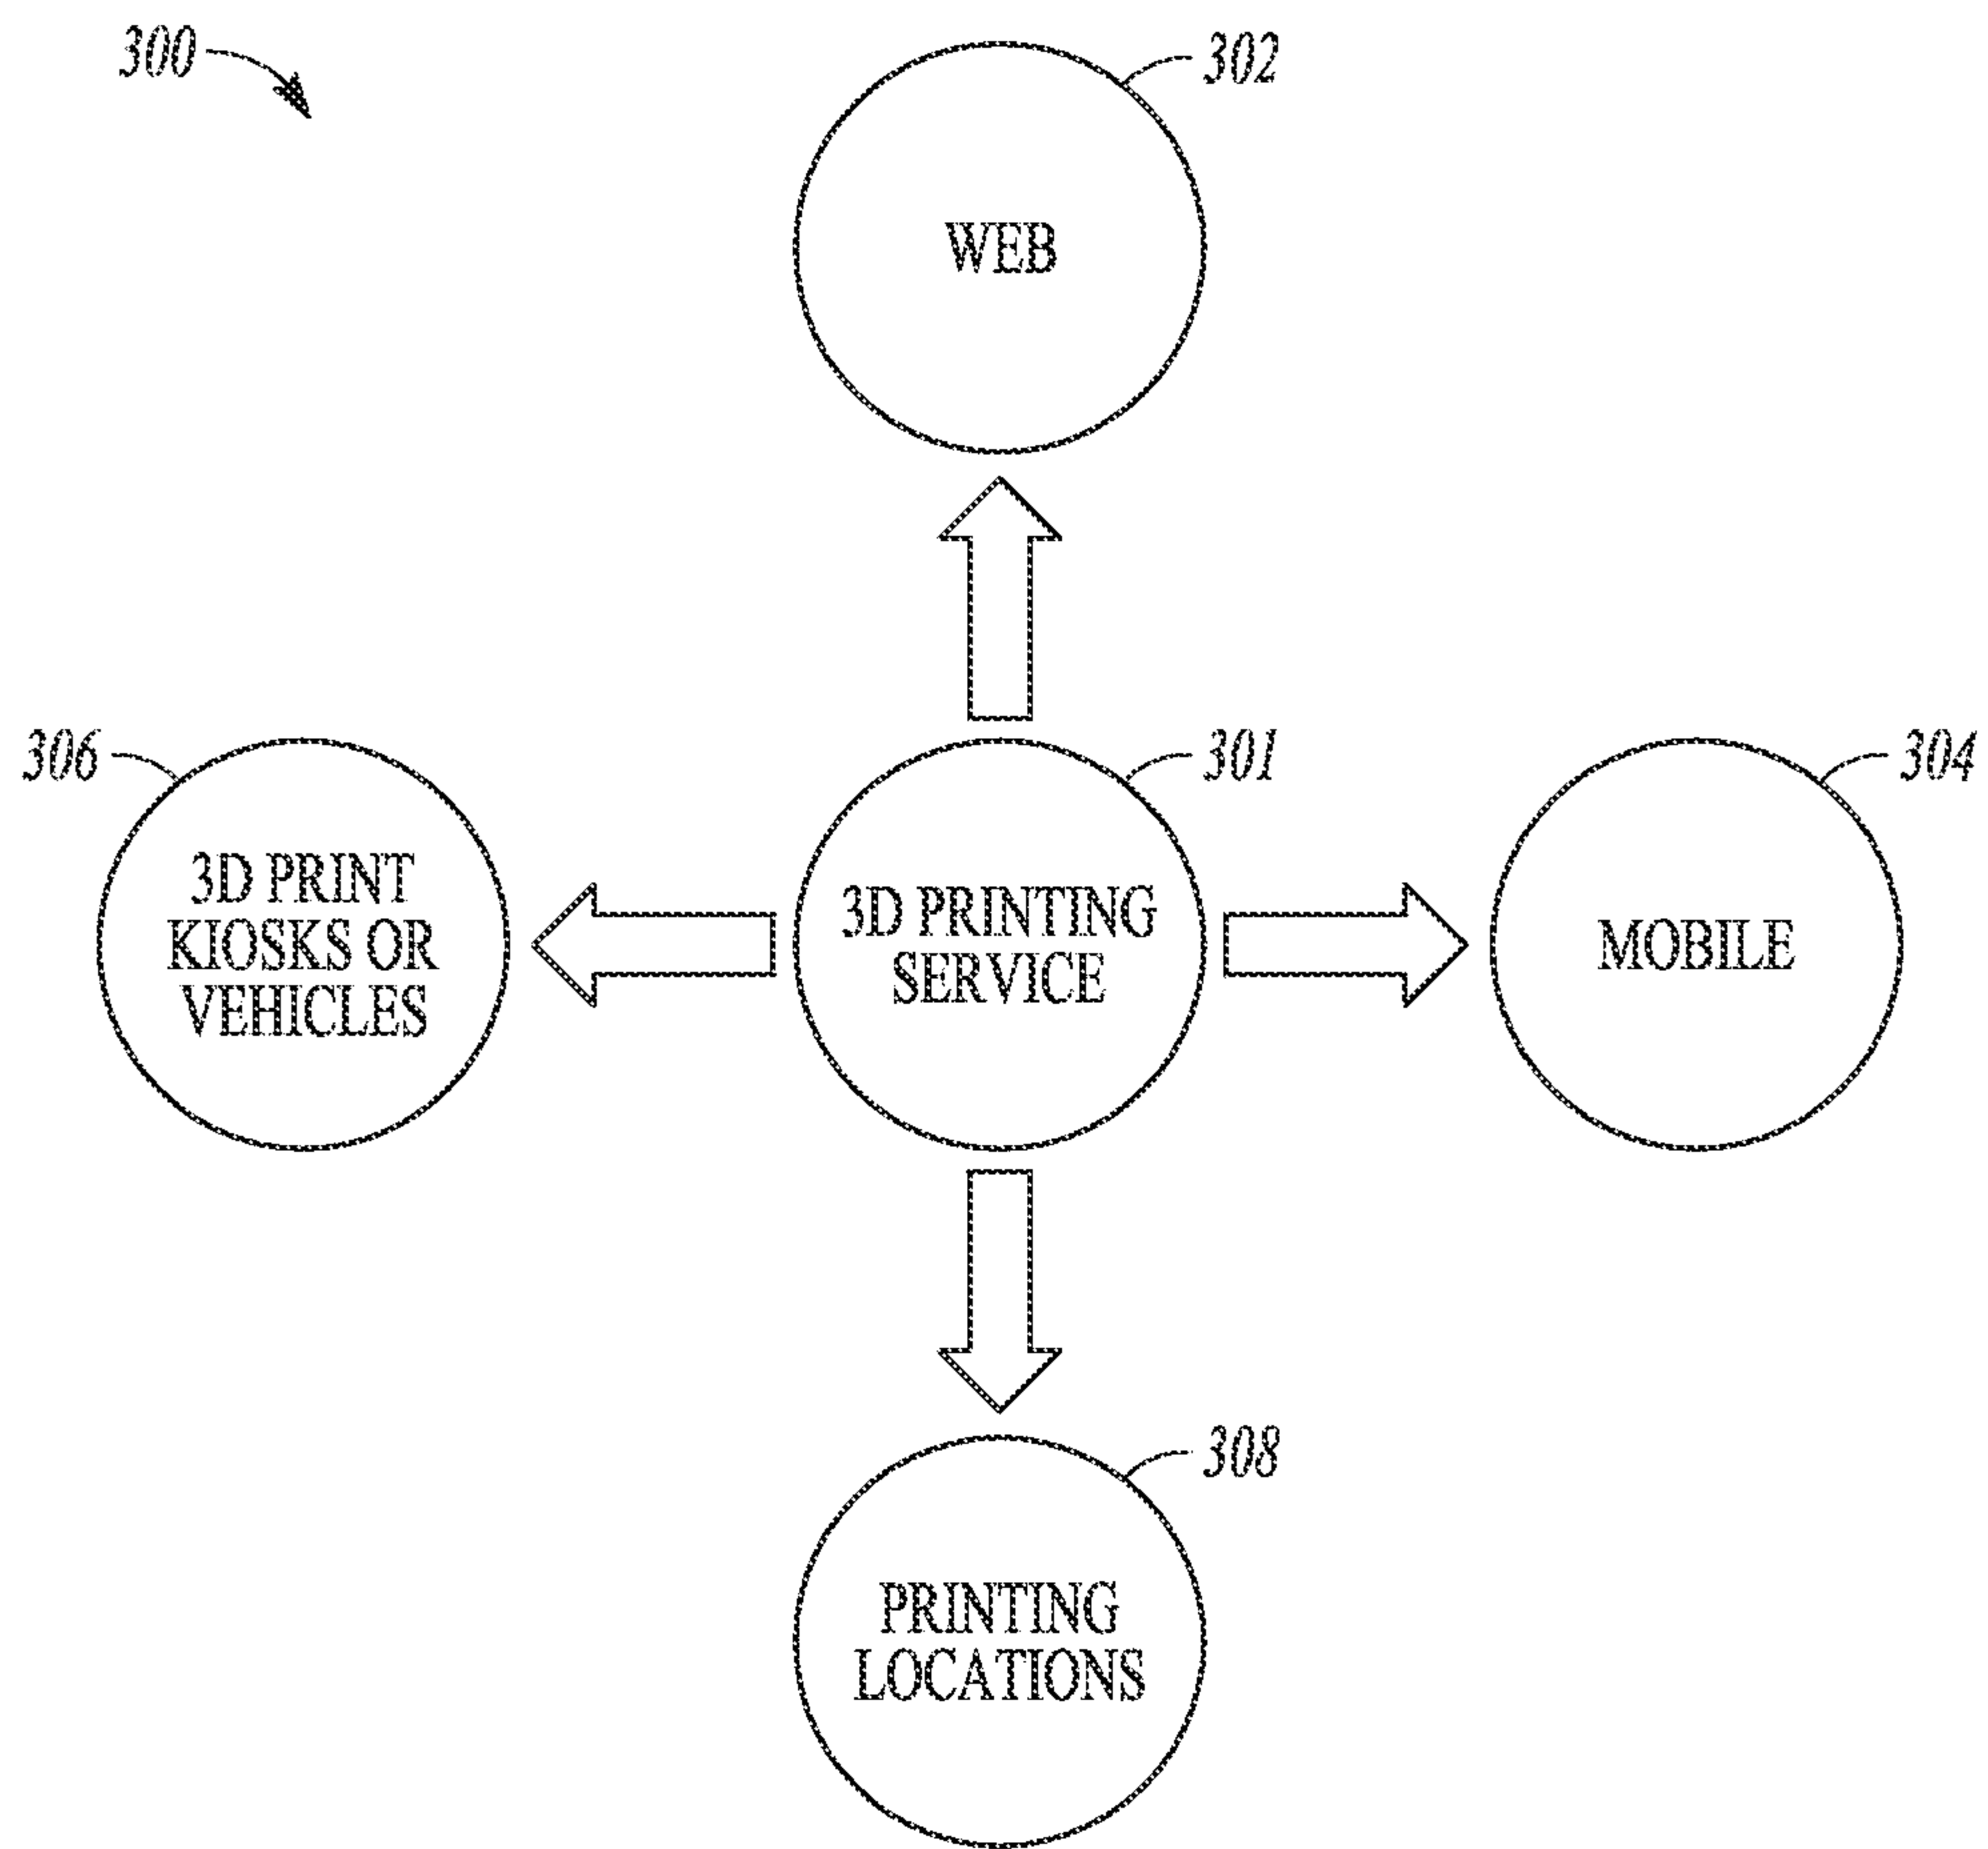 300
302
WEB
306
301
304
3D PRINT
KIOSKS OR
VEHICLES
3D PRINTING
SERVICE
MOBILE
308
PRINTING
LOCATIONS